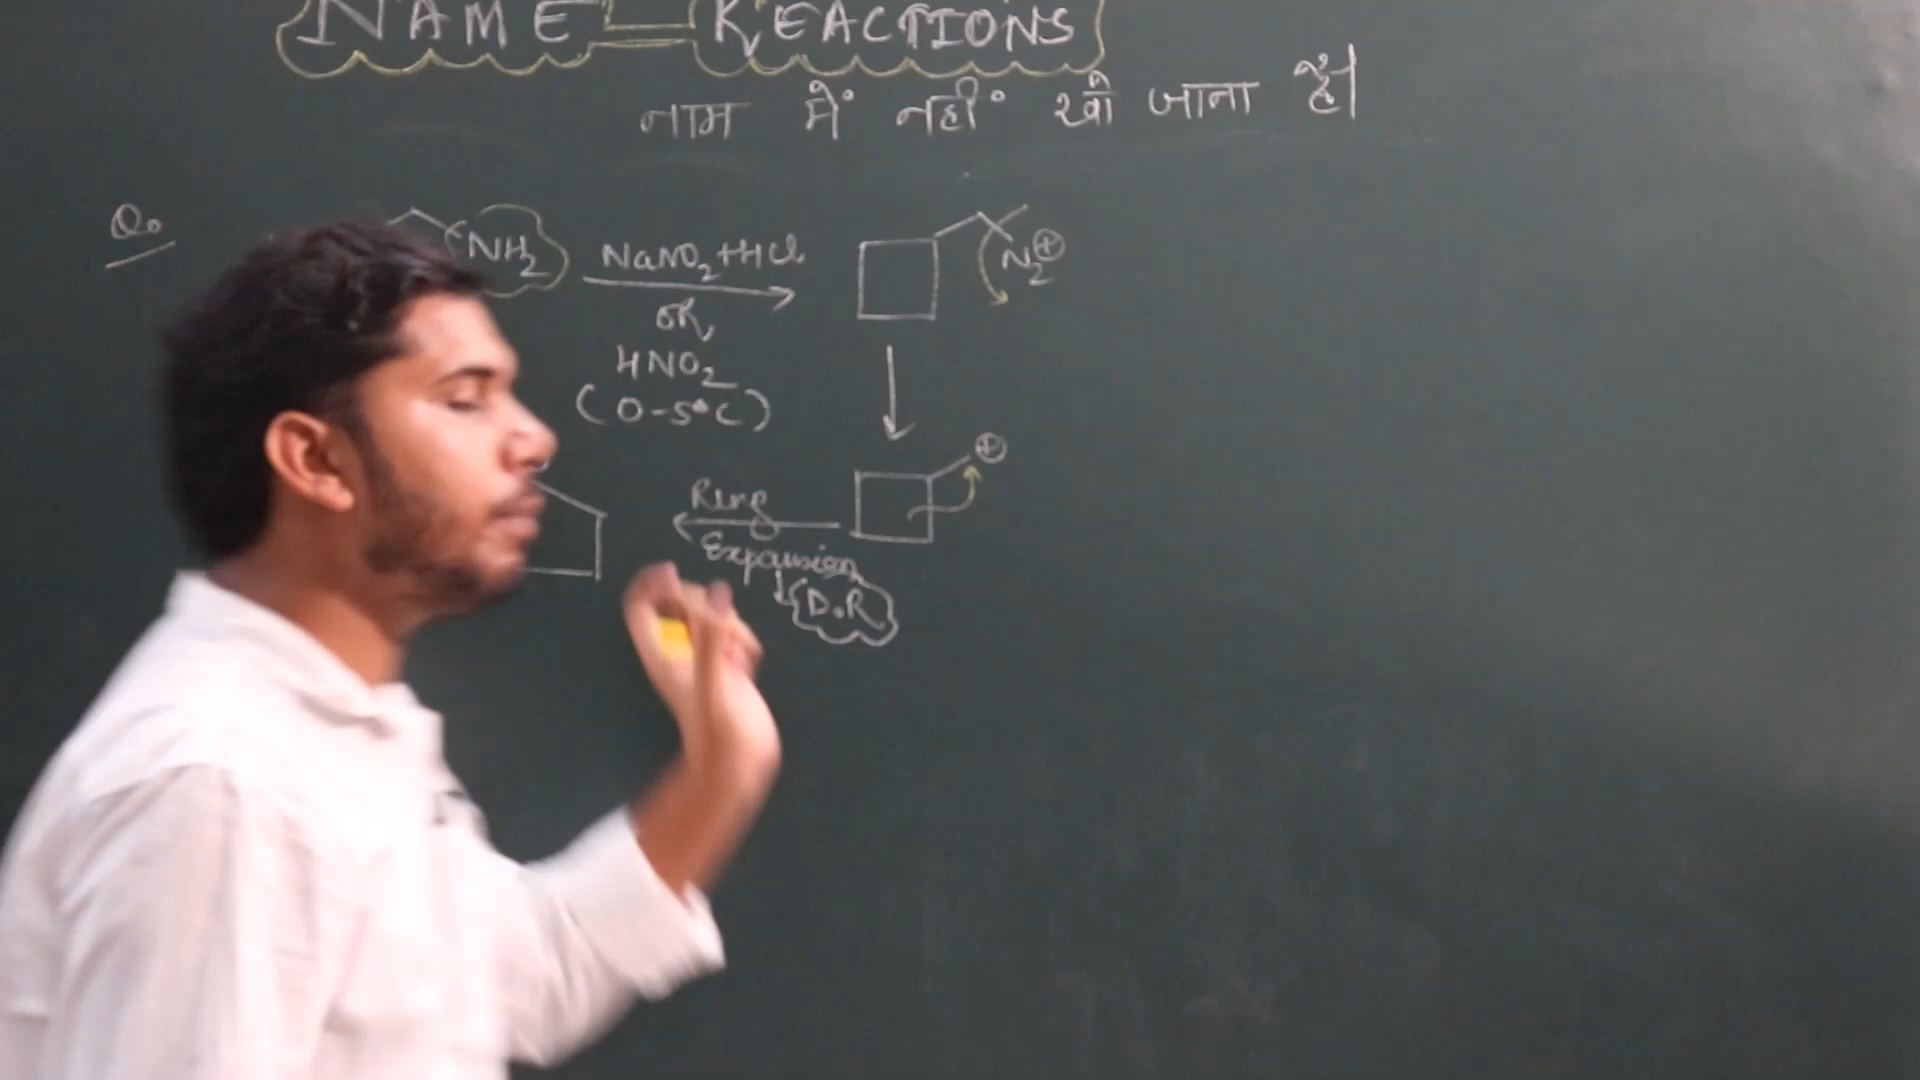 NAME REACTIONS
नाम में नहीं खो जाना है।
Q.
NH2
NaNO2+HCl
OR
HNO2
(0-5°C)
N2⊕
⊕
Ring
Expansion
D.R